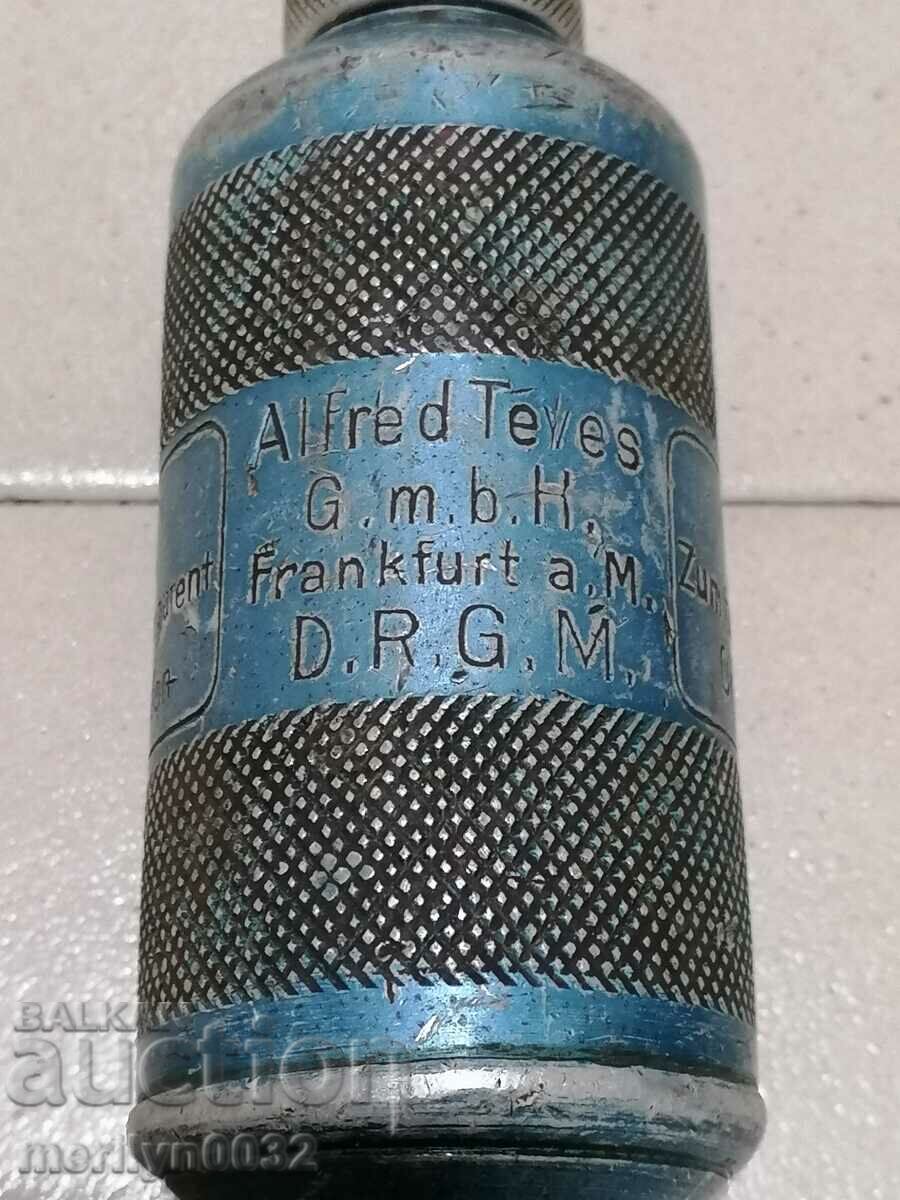 Alfred Teves
G.m.b.H.
Frankfurt a.M.
D.R.G.M.
BALKAN
auction
merilyn0032